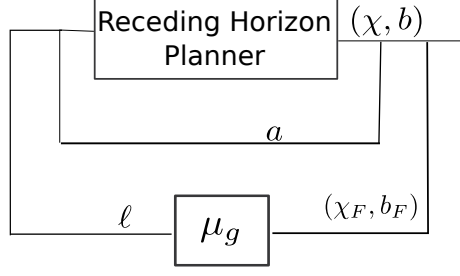 Receding Horizon
Planner
(χ, b)
a
ℓ
μ_g
(χ_F, b_F)